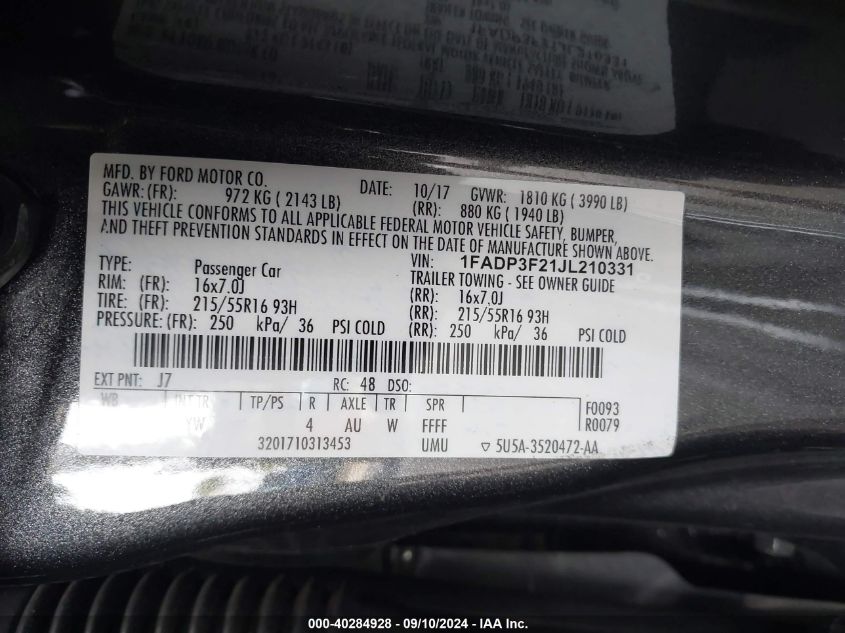 MFD. BY FORD MOTOR CO.
DATE: 10/17 GVWR: 1810 KG ( 3990 LB)
GAWR: (FR): 972 KG ( 2143 LB) (RR): 880 KG ( 1940 LB)
THIS VEHICLE CONFORMS TO ALL APPLICABLE FEDERAL MOTOR VEHICLE SAFETY, BUMPER,
AND THEFT PREVENTION STANDARDS IN EFFECT ON THE DATE OF MANUFACTURE SHOWN ABOVE.
VIN: 1FADP3F21JL210331
TYPE: Passenger Car TRAILER TOWING - SEE OWNER GUIDE
RIM: (FR): 16x7.0J (RR): 16x7.0J
TIRE: (FR): 215/55R16 93H (RR): 215/55R16 93H
PRESSURE: (FR): 250 kPa/ 36 PSI COLD (RR): 250 kPa/ 36 PSI COLD
EXT PNT: J7 RC: 48 DSO:
WB INT TR TP/PS R AXLE TR SPR F0093
YW 4 AU W FFFF R0079
3201710313453 UMU ▽ 5U5A-3520472-AA
000-40284928 - 09/10/2024 - IAAI.COM